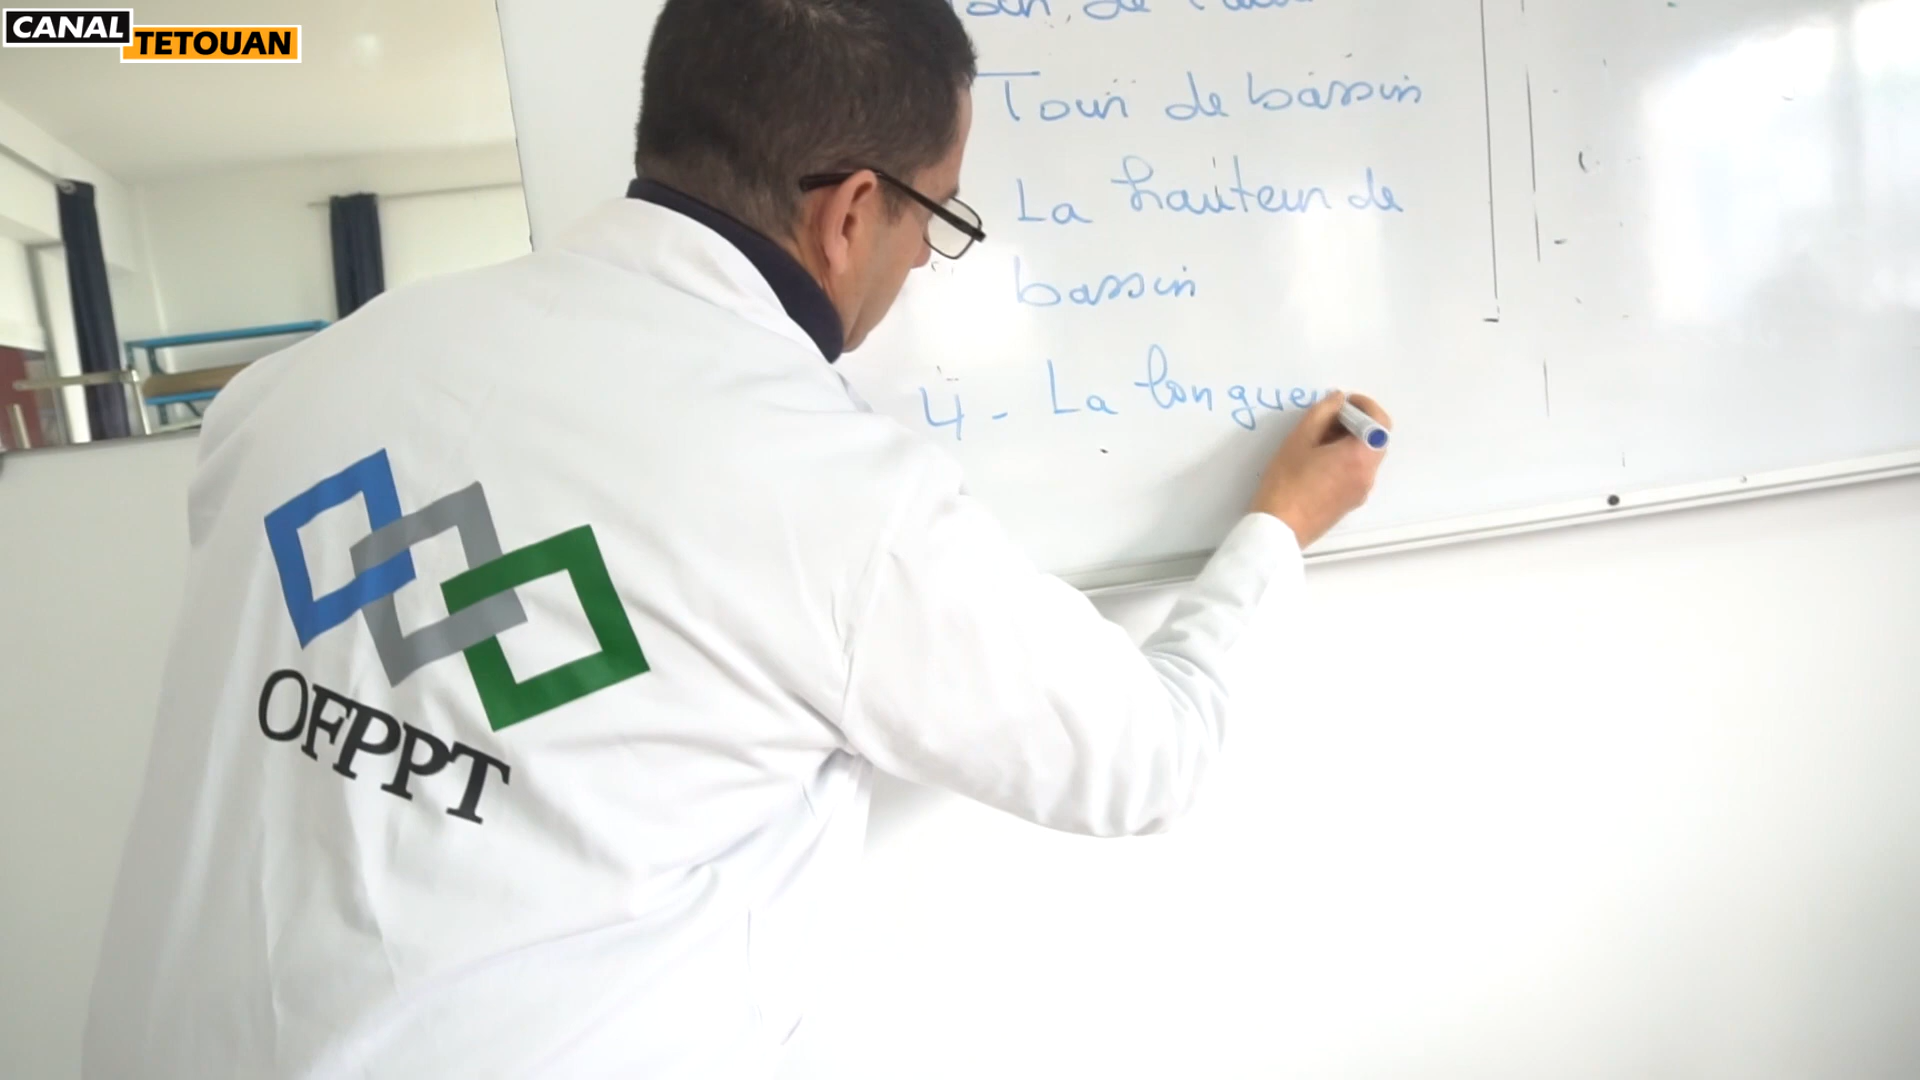 CANAL
TETOUAN
Tour de bassin
La hauteur de
bassin
4 - La longueu
OFPPT